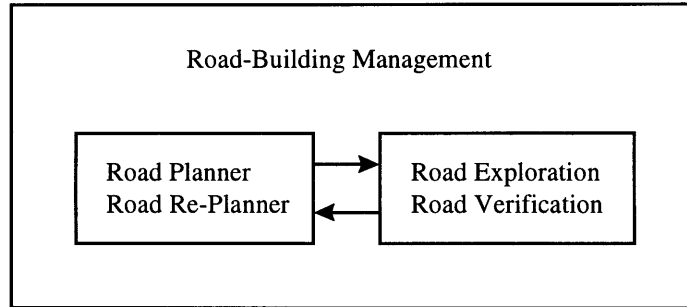 Road-Building Management
Road Planner
Road Re-Planner
Road Exploration
Road Verification